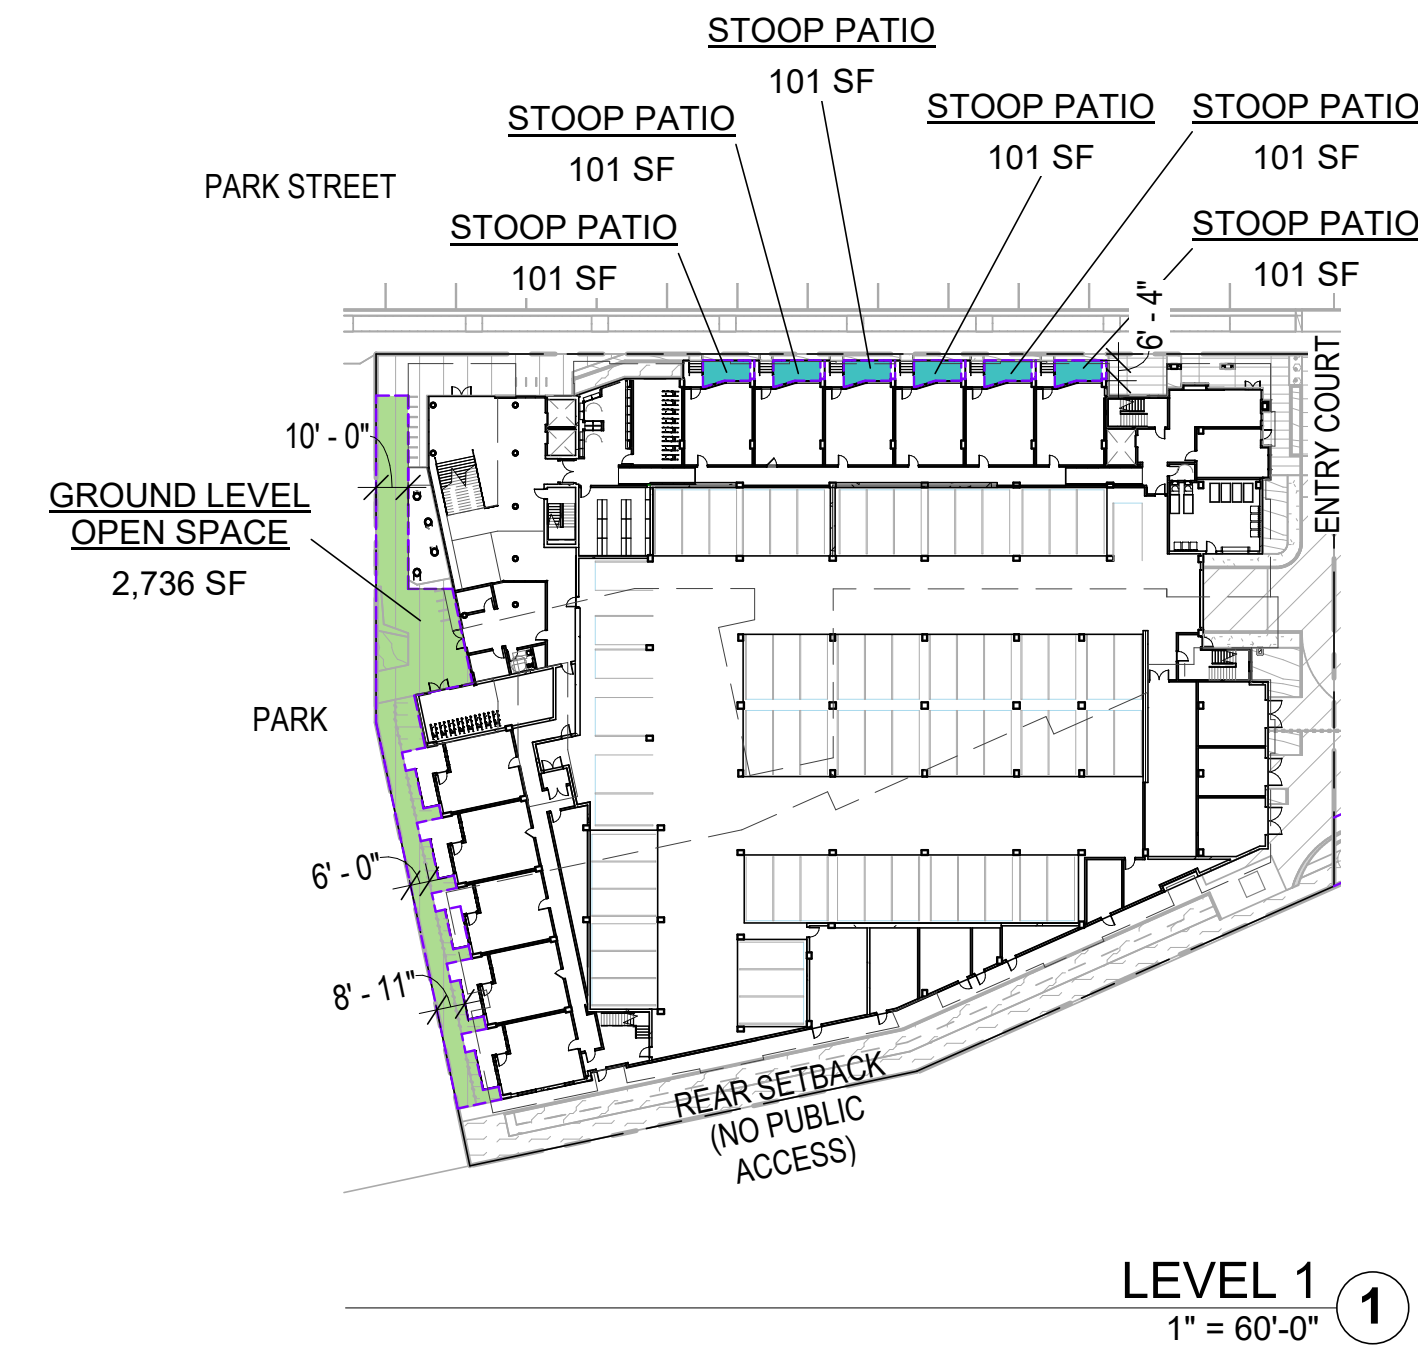 STOOP PATIO
101 SF
STOOP PATIO
101 SF
STOOP PATIO
101 SF
STOOP PATIO
101 SF
PARK STREET
STOOP PATIO
101 SF
STOOP PATIO
101 SF
6' - 4"
ENTRY COURT
10' - 0"
GROUND LEVEL
OPEN SPACE
2,736 SF
PARK
6' - 0"
8' - 11"
REAR SETBACK
(NO PUBLIC
ACCESS)
LEVEL 1
1" = 60'-0"
1